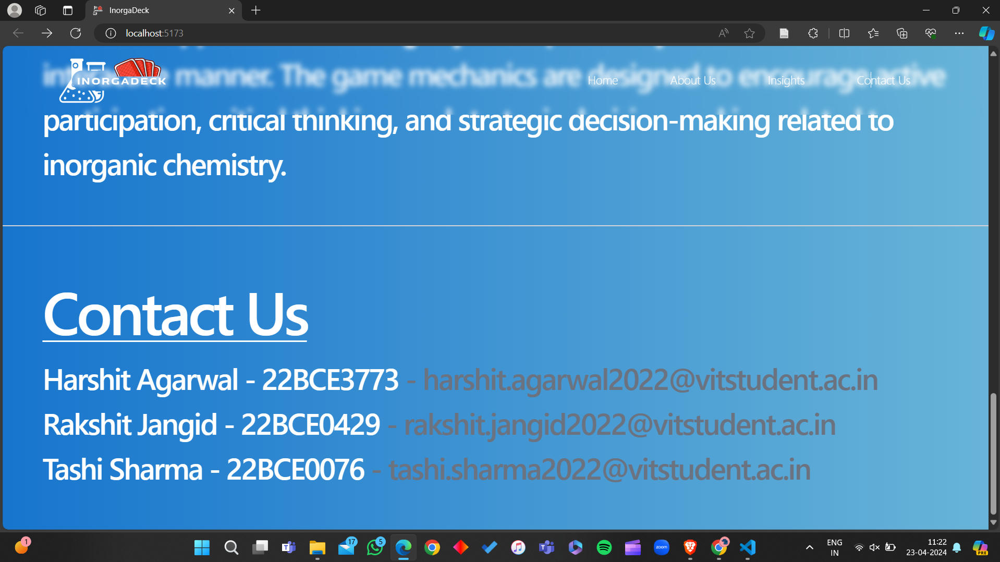 InorgaDeck
localhost:5173
INORGADECK
Home About Us Insights Contact Us
manner. The game mechanics are designed to encourage active
participation, critical thinking, and strategic decision-making related to
inorganic chemistry.
Contact Us
Harshit Agarwal - 22BCE3773 - harshit.agarwal2022@vitstudent.ac.in
Rakshit Jangid - 22BCE0429 - rakshit.jangid2022@vitstudent.ac.in
Tashi Sharma - 22BCE0076 - tashi.sharma2022@vitstudent.ac.in
1
17
5
zoom
ENG
IN
11:22
23-04-2024
PRE